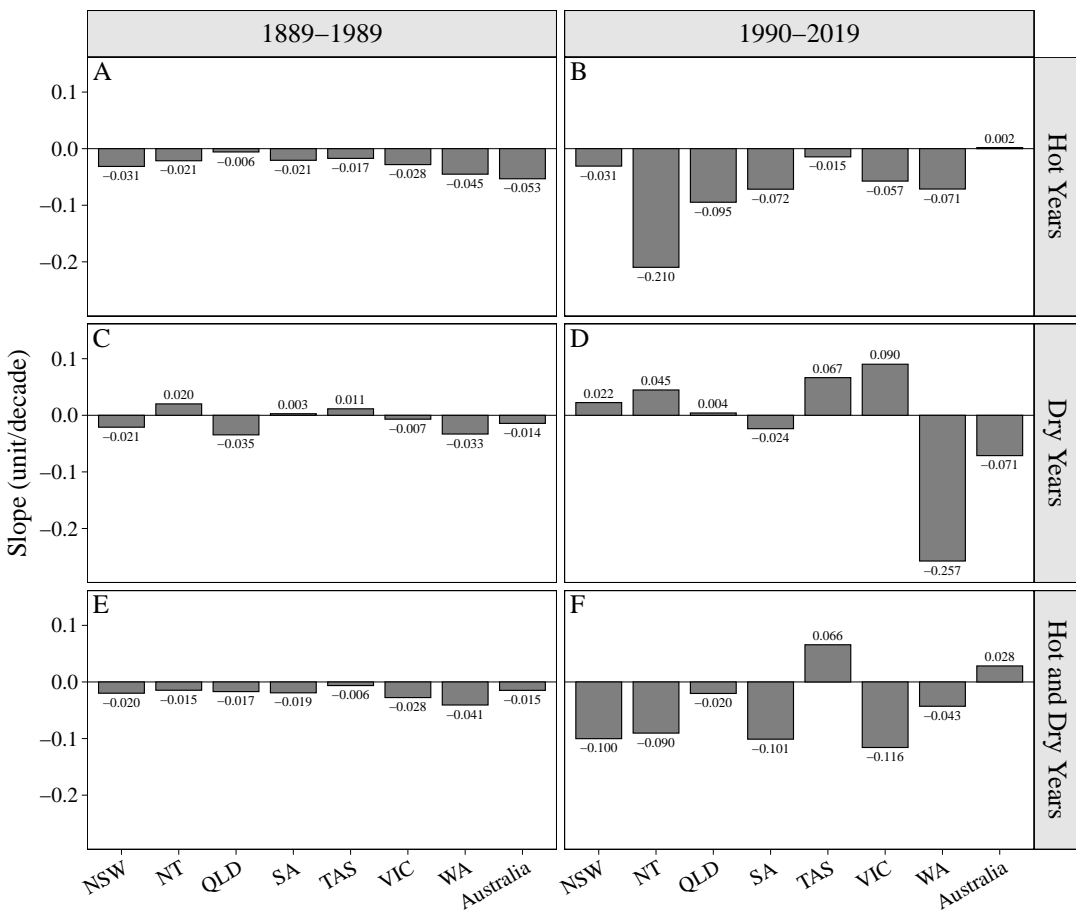 1889–1989
1990–2019
A
0.1
0.0
−0.1
−0.2
−0.031
−0.021
−0.006
−0.021
−0.017
−0.028
−0.045
−0.053
B
−0.031
−0.210
−0.095
−0.072
−0.015
−0.057
−0.071
0.002
Hot Years
Slope (unit/decade)
C
0.1
0.0
−0.1
−0.2
−0.021
0.020
−0.035
0.003
0.011
−0.007
−0.033
−0.014
D
0.022
0.045
0.004
−0.024
0.067
0.090
−0.257
−0.071
Dry Years
E
0.1
0.0
−0.1
−0.2
−0.020
−0.015
−0.017
−0.019
−0.006
−0.028
−0.041
−0.015
F
−0.100
−0.090
−0.020
−0.101
0.066
−0.116
−0.043
0.028
Hot and Dry Years
NSW
NT
QLD
SA
TAS
VIC
WA
Australia
NSW
NT
QLD
SA
TAS
VIC
WA
Australia